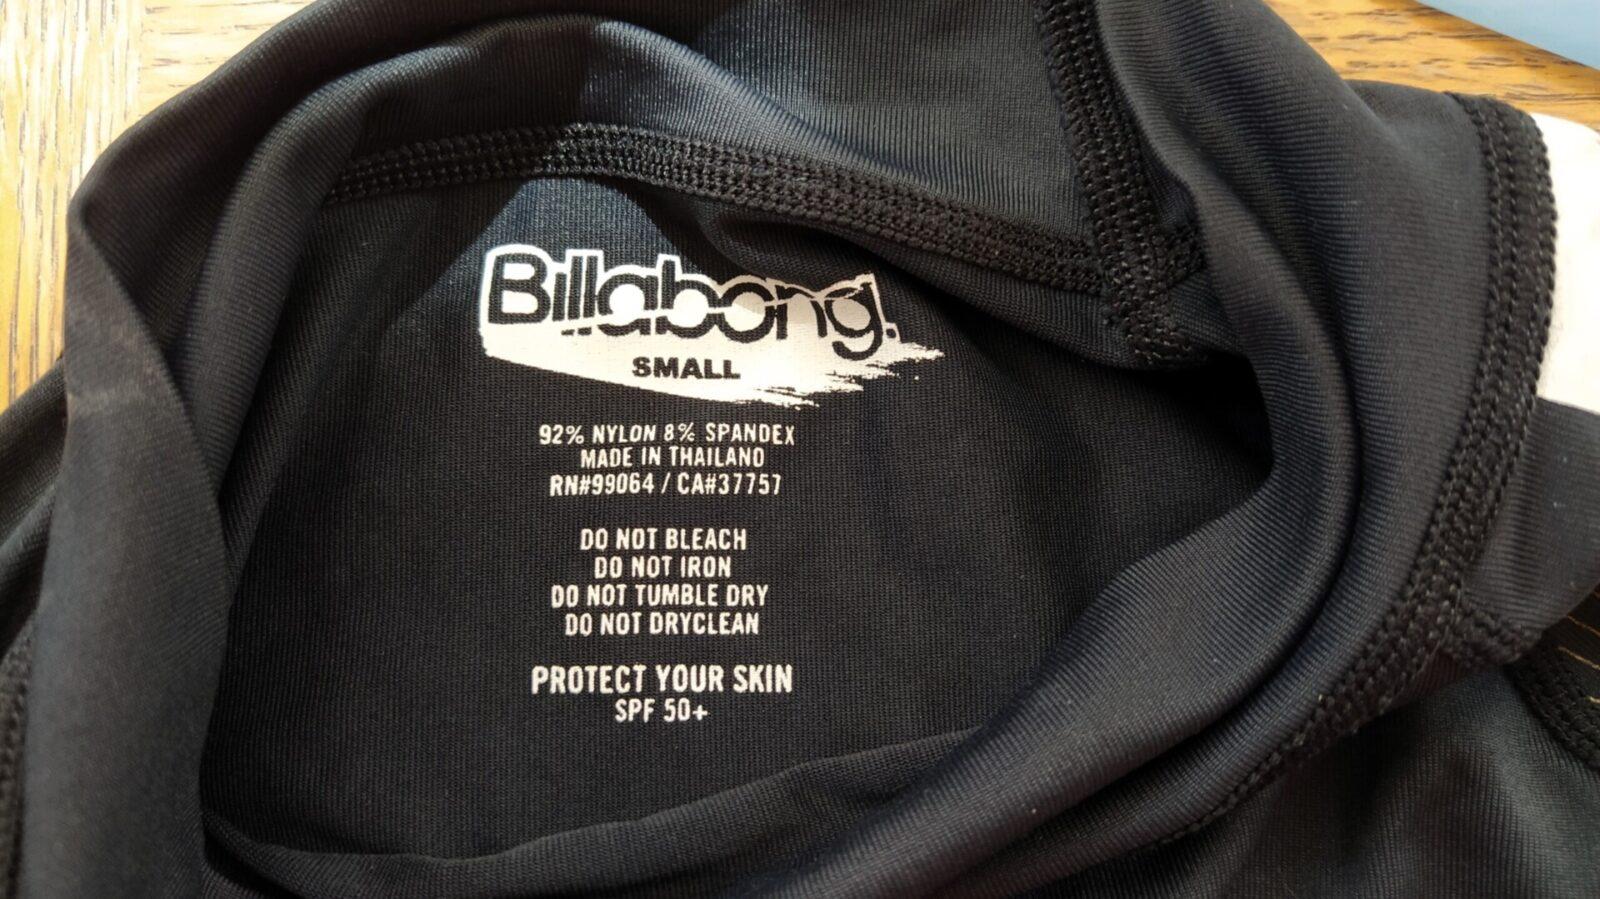 Billabong.
SMALL
92% NYLON 8% SPANDEX
MADE IN THAILAND
RN#99064 / CA#37757
DO NOT BLEACH
DO NOT IRON
DO NOT TUMBLE DRY
DO NOT DRYCLEAN
PROTECT YOUR SKIN
SPF 50+